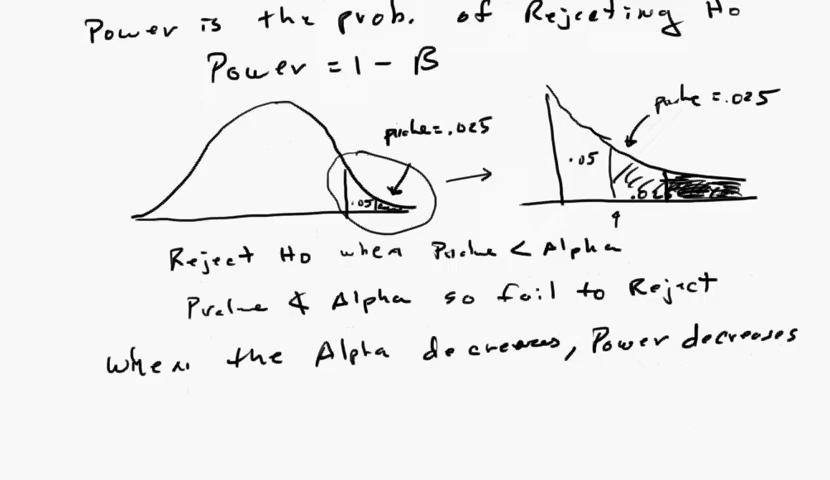 Power is the prob. of Rejecting Ho
Power = 1 - β
pvalue = .025
.05
pvalue = .025
.05
Reject Ho when Pvalue < Alpha
Pvalue ≮ Alpha so fail to Reject
When the Alpha decreases, Power decreases